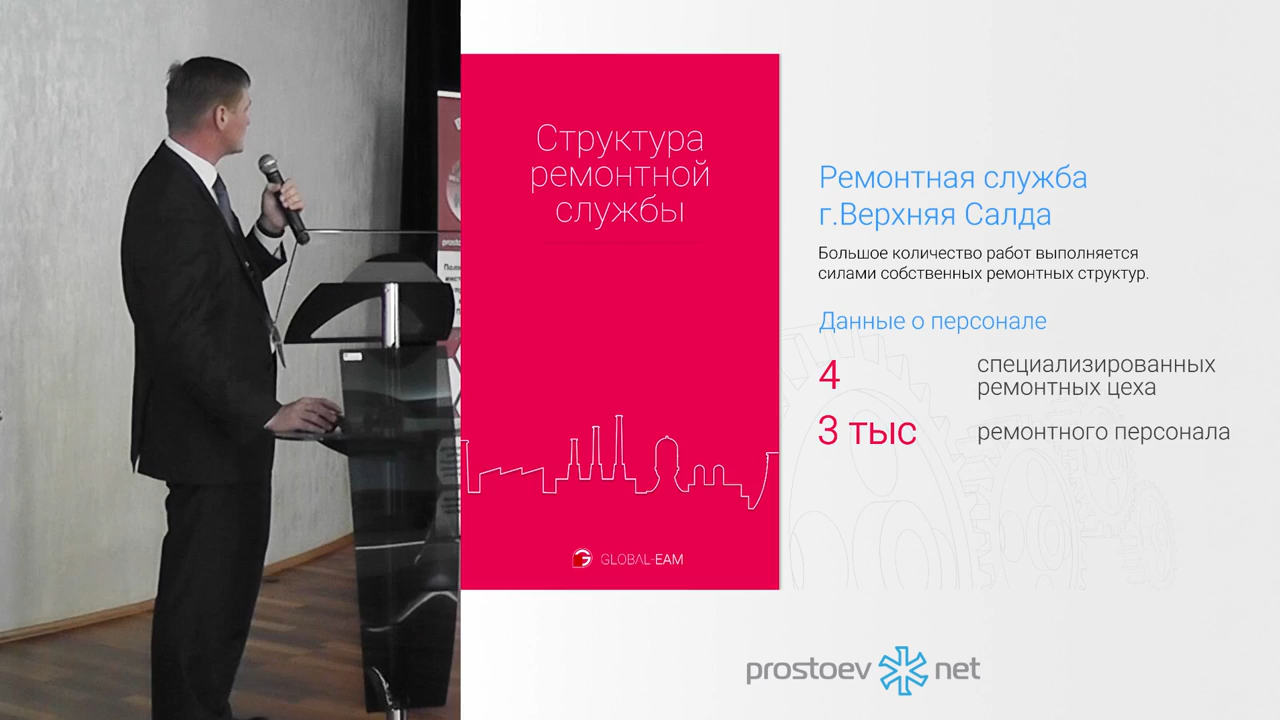 Структура
ремонтной
службы
GLOBAL-EAM
Ремонтная служба
г.Верхняя Салда
Большое количество работ выполняется
силами собственных ремонтных структур.
Данные о персонале
4 специализированных
ремонтных цеха
3 тыс ремонтного персонала
prostoev net
prosto